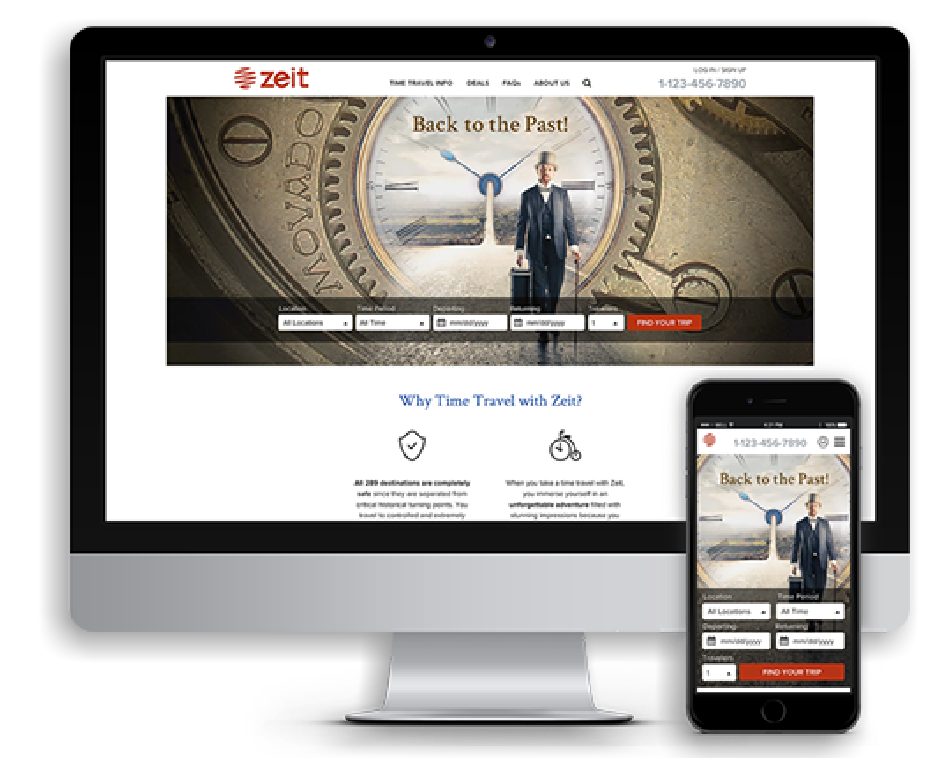 zeit
LOG IN / SIGN UP
TIME TRAVEL INFO DEALS FAQs ABOUT US
1-123-456-7890
Back to the Past!
MOVADO
Location Time Period Departing Returning Travelers
All Locations All Time mm/dd/yyyy mm/dd/yyyy 1 FIND YOUR TRIP
Why Time Travel with Zeit?
All 289 destinations are completely
safe since they are separated from
critical historical turning points. You
travel is controlled and extremely
When you take a time travel with Zeit,
you immerse yourself in an
unforgettable adventure filled with
stunning impressions because you
4:21 PM
1-123-456-7890
Back to the Past!
Location Time Period
All Locations All Time
Departing Returning
mm/dd/yyyy mm/dd/yyyy
Travelers
1 FIND YOUR TRIP